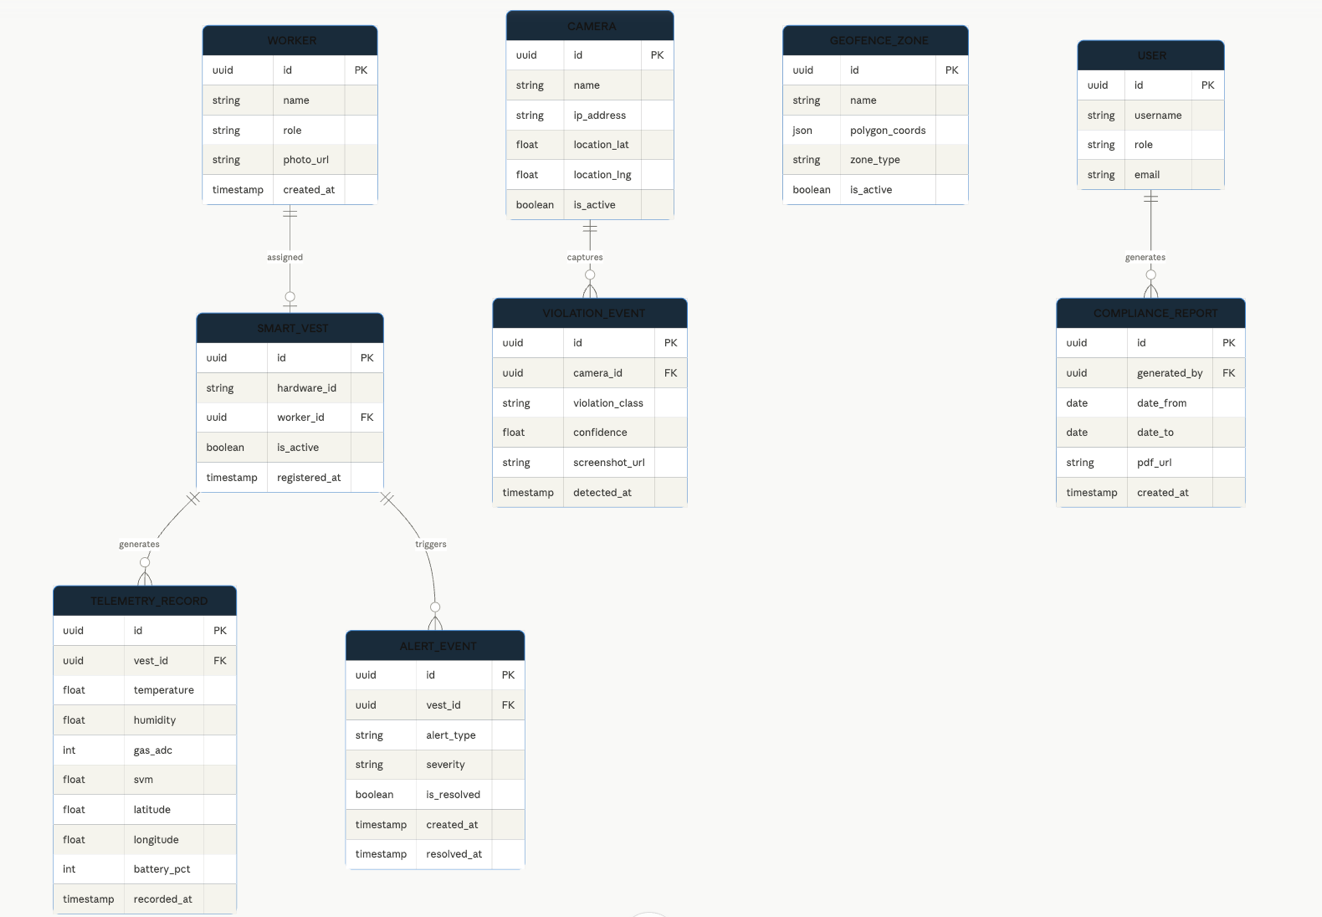 WORKER
uuid id PK
string name
string role
string photo_url
timestamp created_at
CAMERA
uuid id PK
string name
string ip_address
float location_lat
float location_lng
boolean is_active
GEOFENCE_ZONE
uuid id PK
string name
json polygon_coords
string zone_type
boolean is_active
USER
uuid id PK
string username
string role
string email
assigned
captures
generates
SMART_VEST
uuid id PK
string hardware_id
uuid worker_id FK
boolean is_active
timestamp registered_at
VIOLATION_EVENT
uuid id PK
uuid camera_id FK
string violation_class
float confidence
string screenshot_url
timestamp detected_at
COMPLIANCE_REPORT
uuid id PK
uuid generated_by FK
date date_from
date date_to
string pdf_url
timestamp created_at
generates
triggers
TELEMETRY_RECORD
uuid id PK
uuid vest_id FK
float temperature
float humidity
int gas_adc
float svm
float latitude
float longitude
int battery_pct
timestamp recorded_at
ALERT_EVENT
uuid id PK
uuid vest_id FK
string alert_type
string severity
boolean is_resolved
timestamp created_at
timestamp resolved_at